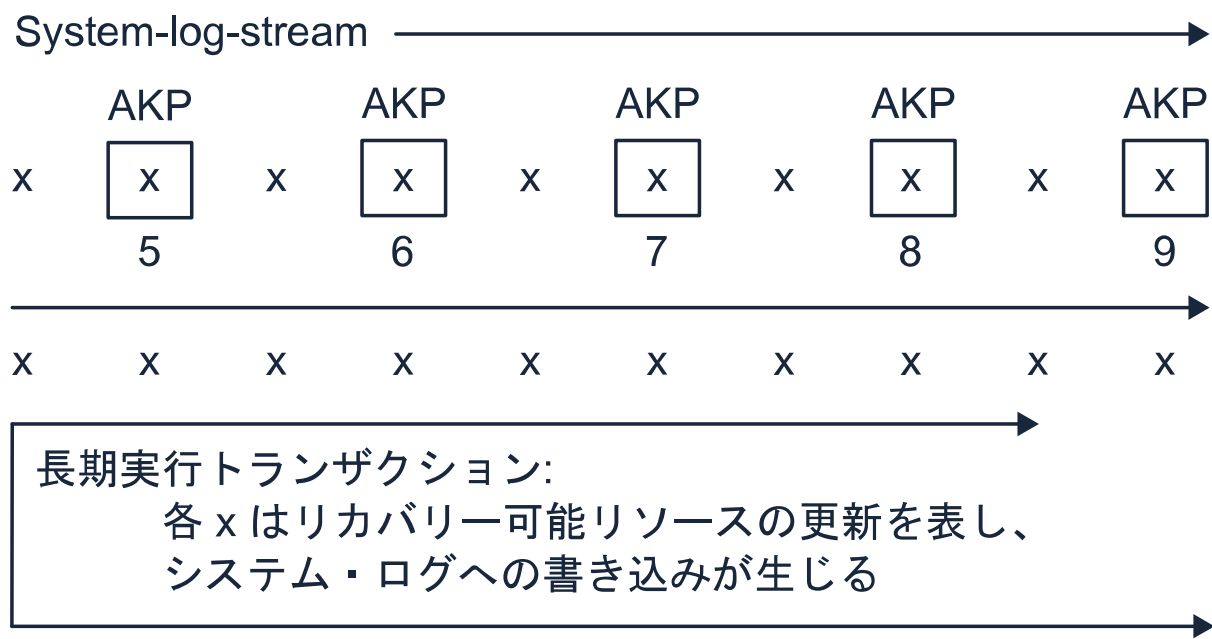 System-log-stream
AKP AKP AKP AKP AKP
x x x x x x x x x x
5 6 7 8 9
x x x x x x x x x x
長期実行トランザクション:
各 x はリカバリー可能リソースの更新を表し、
システム・ログへの書き込みが生じる